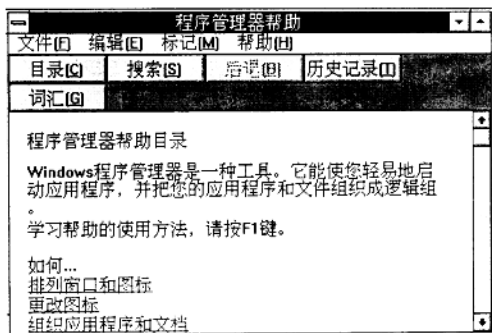 程序管理器帮助
文件(F) 编辑(E) 标记(M) 帮助(H)
目录(C) 搜索(S) 后退(B) 历史记录(T)
词汇(G)
程序管理器帮助目录
Windows程序管理器是一种工具。它能使您轻易地启
动应用程序，并把您的应用程序和文件组织成逻辑组
。
学习帮助的使用方法，请按F1键。
如何...
排列窗口和图标
更改图标
组织应用程序和文档